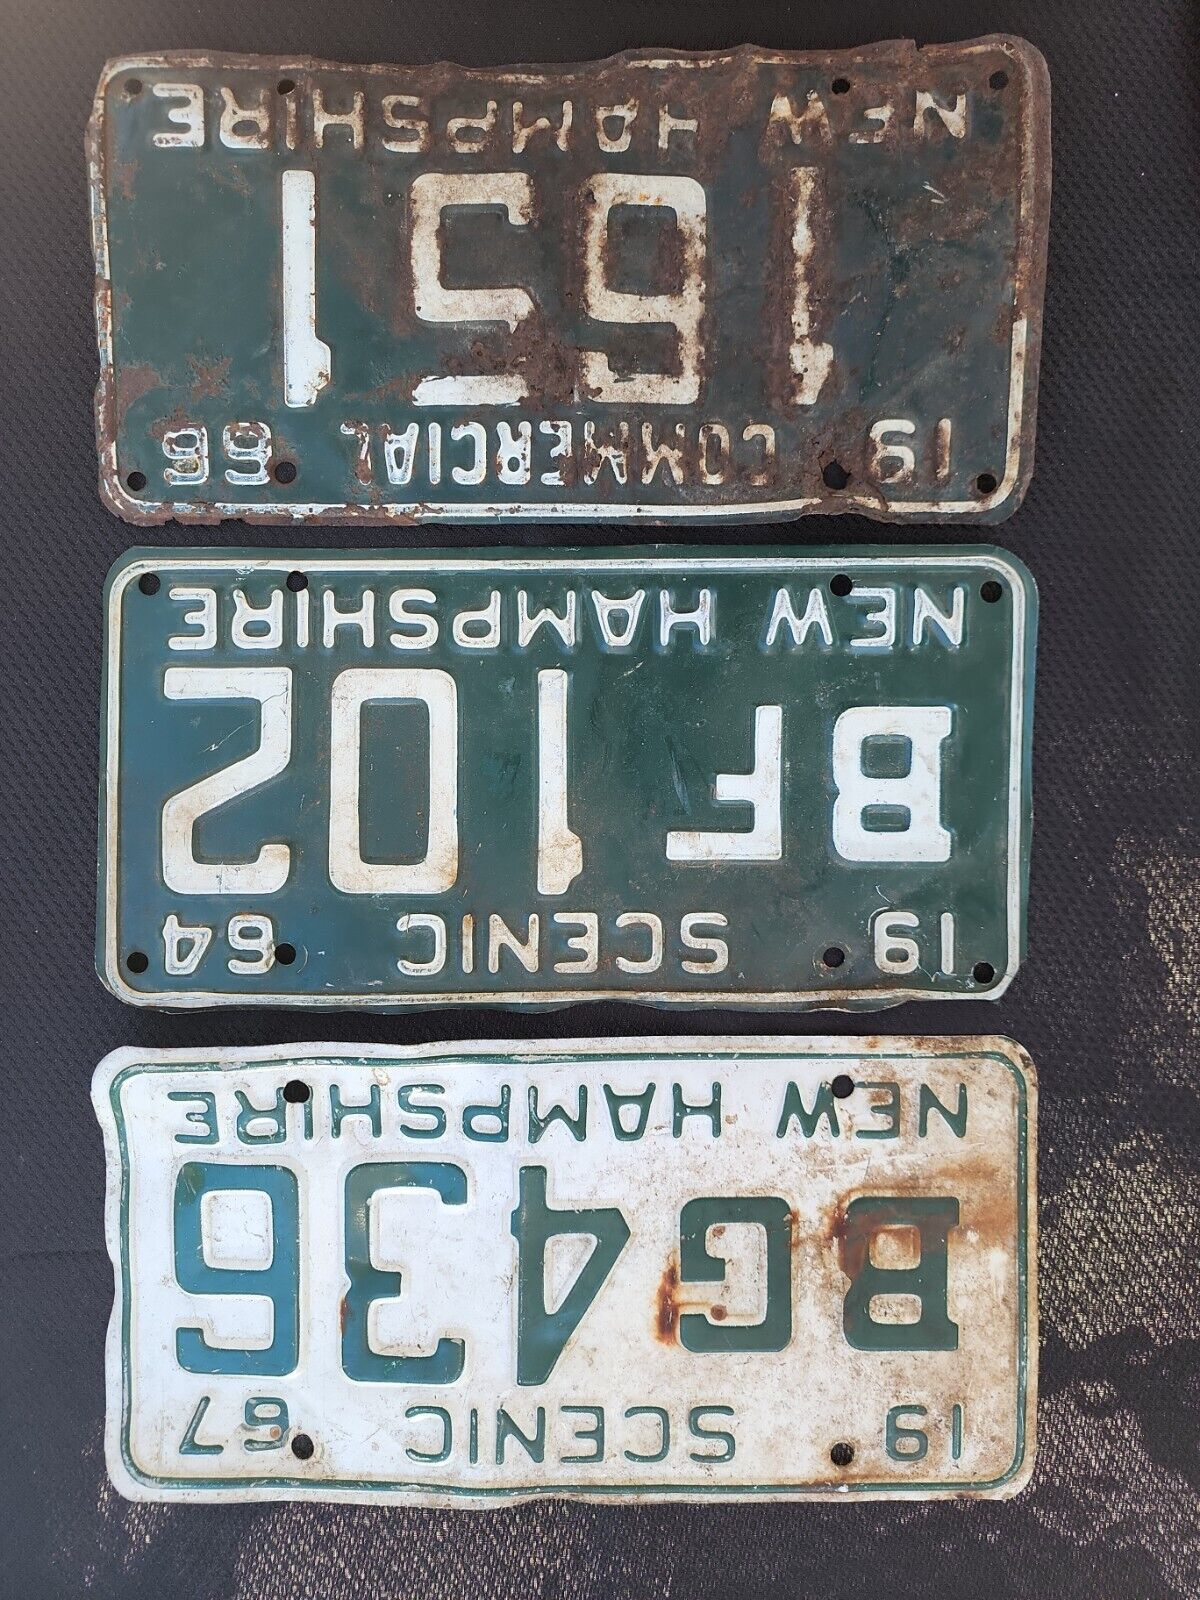 19 SCENIC 67
BG436
NEW HAMPSHIRE
19 SCENIC 64
BF102
NEW HAMPSHIRE
19 COMMERCIAL 66
1651
NEW HAMPSHIRE